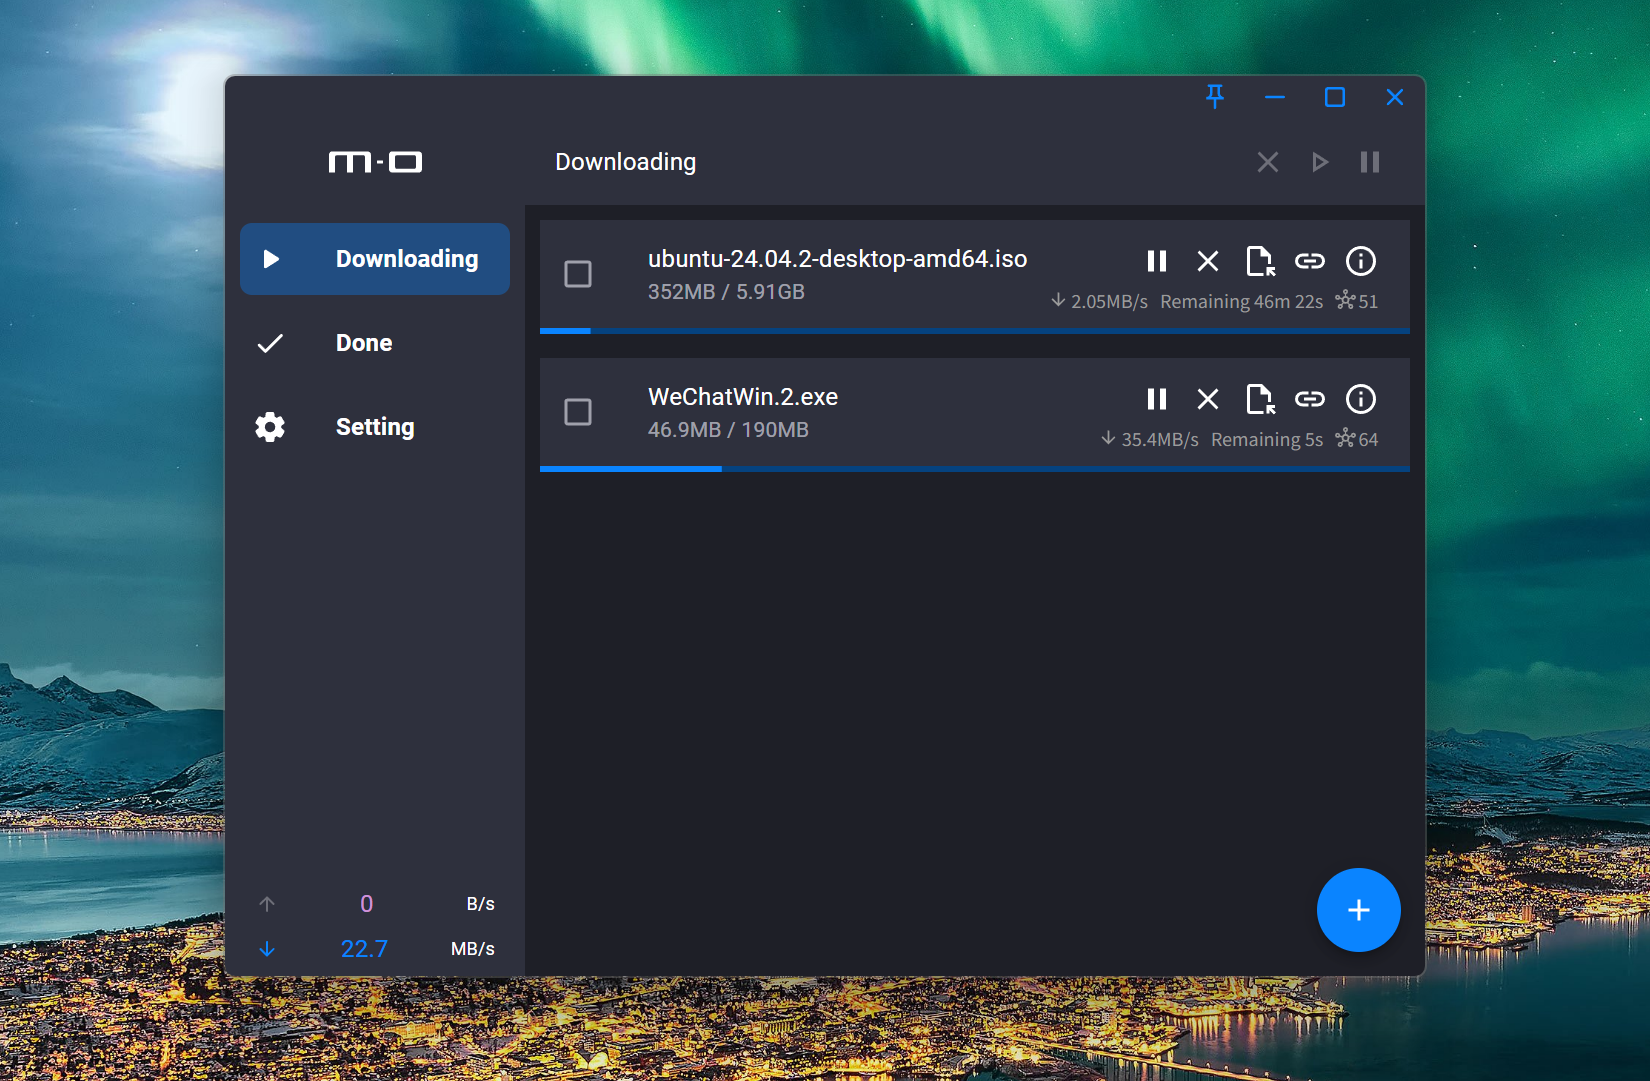 m-o
Downloading
Downloading
Done
Setting
ubuntu-24.04.2-desktop-amd64.iso
352MB / 5.91GB
2.05MB/s Remaining 46m 22s 51
WeChatWin.2.exe
46.9MB / 190MB
35.4MB/s Remaining 5s 64
0 B/s
22.7 MB/s